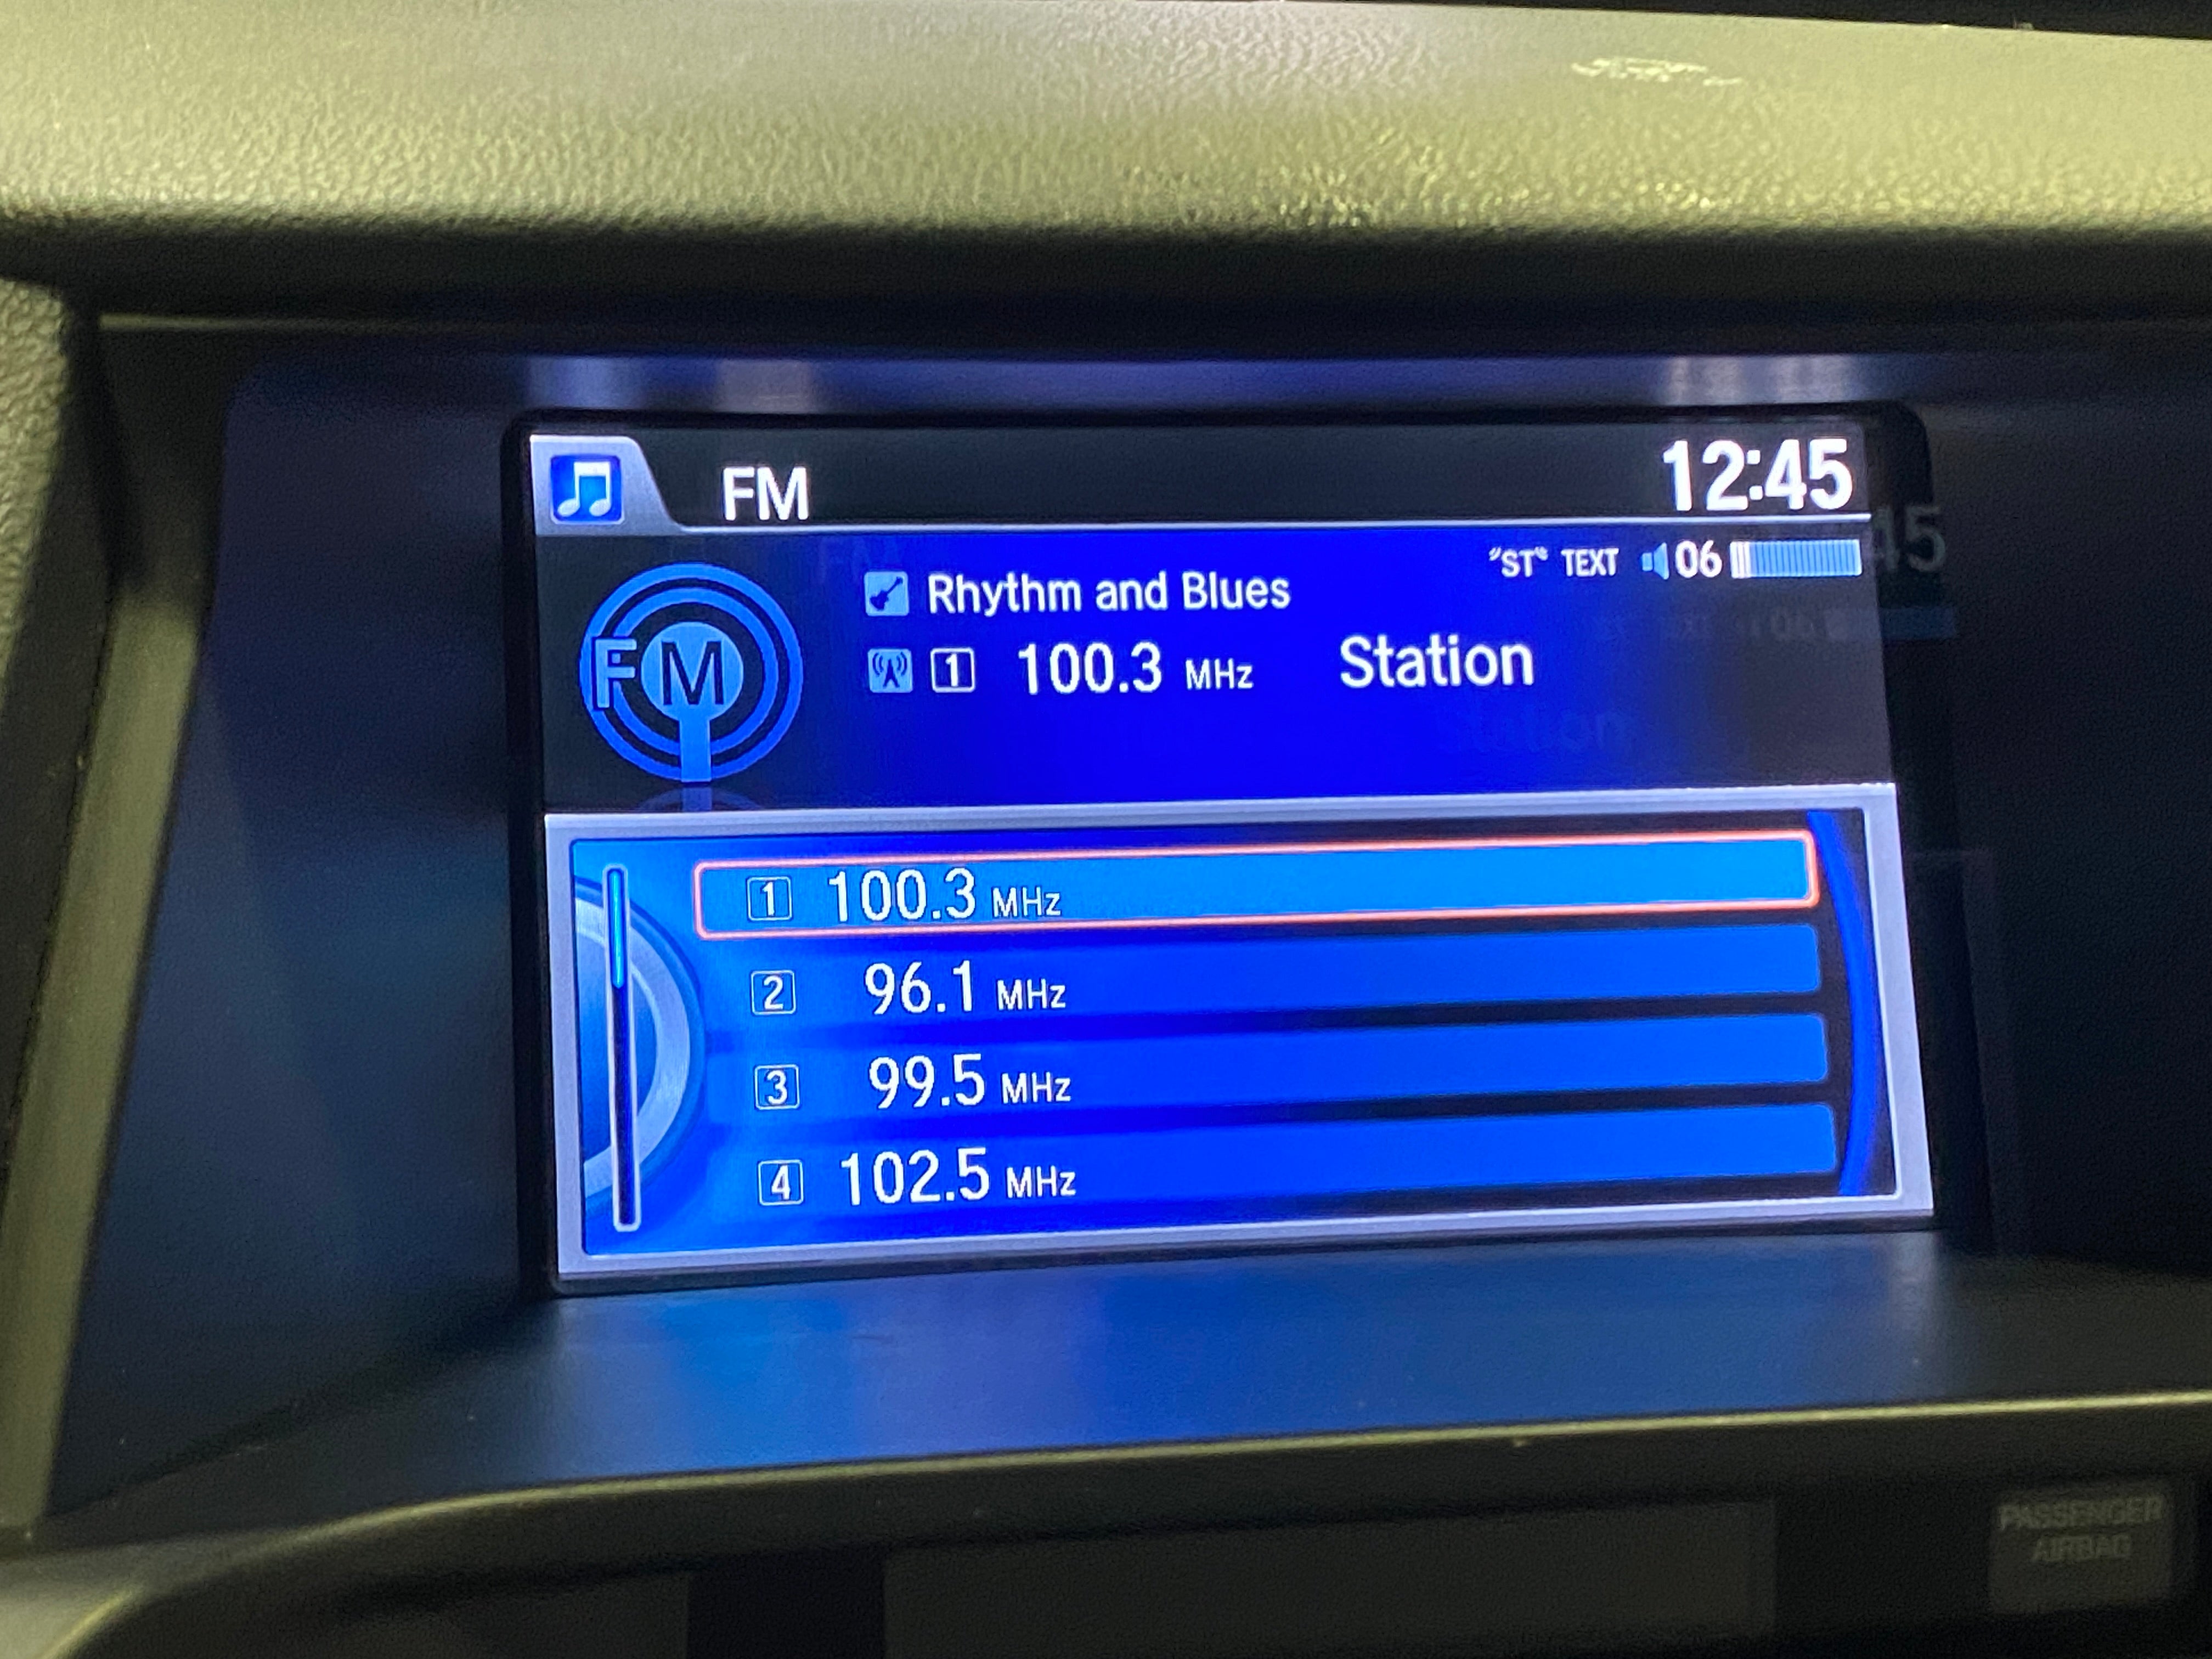 FM 12:45
"ST" TEXT 06
Rhythm and Blues
FM
1 100.3 MHz Station
1 100.3 MHz
2 96.1 MHz
3 99.5 MHz
4 102.5 MHz
PASSENGER
AIRBAG